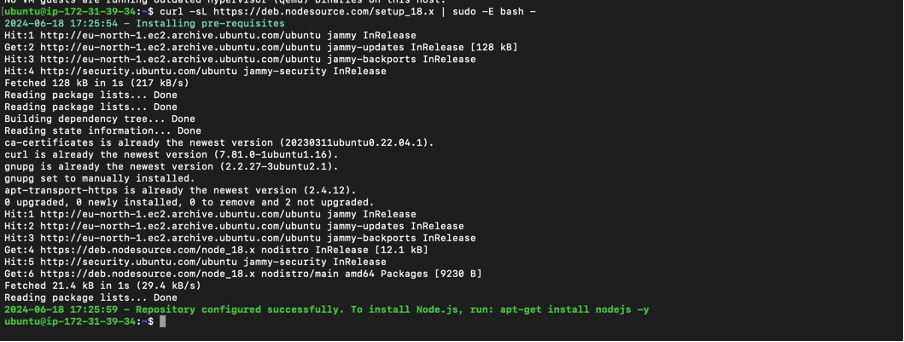 No VM guests are running outdated hypervisor (qemu) binaries on this host.
ubuntu@ip-172-31-39-34:~$ curl -sL https://deb.nodesource.com/setup_18.x | sudo -E bash -
2024-06-18 17:25:54 - Installing pre-requisites
Hit:1 http://eu-north-1.ec2.archive.ubuntu.com/ubuntu jammy InRelease
Get:2 http://eu-north-1.ec2.archive.ubuntu.com/ubuntu jammy-updates InRelease [128 kB]
Hit:3 http://eu-north-1.ec2.archive.ubuntu.com/ubuntu jammy-backports InRelease
Hit:4 http://security.ubuntu.com/ubuntu jammy-security InRelease
Fetched 128 kB in 1s (217 kB/s)
Reading package lists... Done
Reading package lists... Done
Building dependency tree... Done
Reading state information... Done
ca-certificates is already the newest version (20230311ubuntu0.22.04.1).
curl is already the newest version (7.81.0-1ubuntu1.16).
gnupg is already the newest version (2.2.27-3ubuntu2.1).
gnupg set to manually installed.
apt-transport-https is already the newest version (2.4.12).
0 upgraded, 0 newly installed, 0 to remove and 2 not upgraded.
Hit:1 http://eu-north-1.ec2.archive.ubuntu.com/ubuntu jammy InRelease
Hit:2 http://eu-north-1.ec2.archive.ubuntu.com/ubuntu jammy-updates InRelease
Hit:3 http://eu-north-1.ec2.archive.ubuntu.com/ubuntu jammy-backports InRelease
Get:4 https://deb.nodesource.com/node_18.x nodistro InRelease [12.1 kB]
Hit:5 http://security.ubuntu.com/ubuntu jammy-security InRelease
Get:6 https://deb.nodesource.com/node_18.x nodistro/main amd64 Packages [9230 B]
Fetched 21.4 kB in 1s (29.4 kB/s)
Reading package lists... Done
2024-06-18 17:25:59 - Repository configured successfully. To install Node.js, run: apt-get install nodejs -y
ubuntu@ip-172-31-39-34:~$